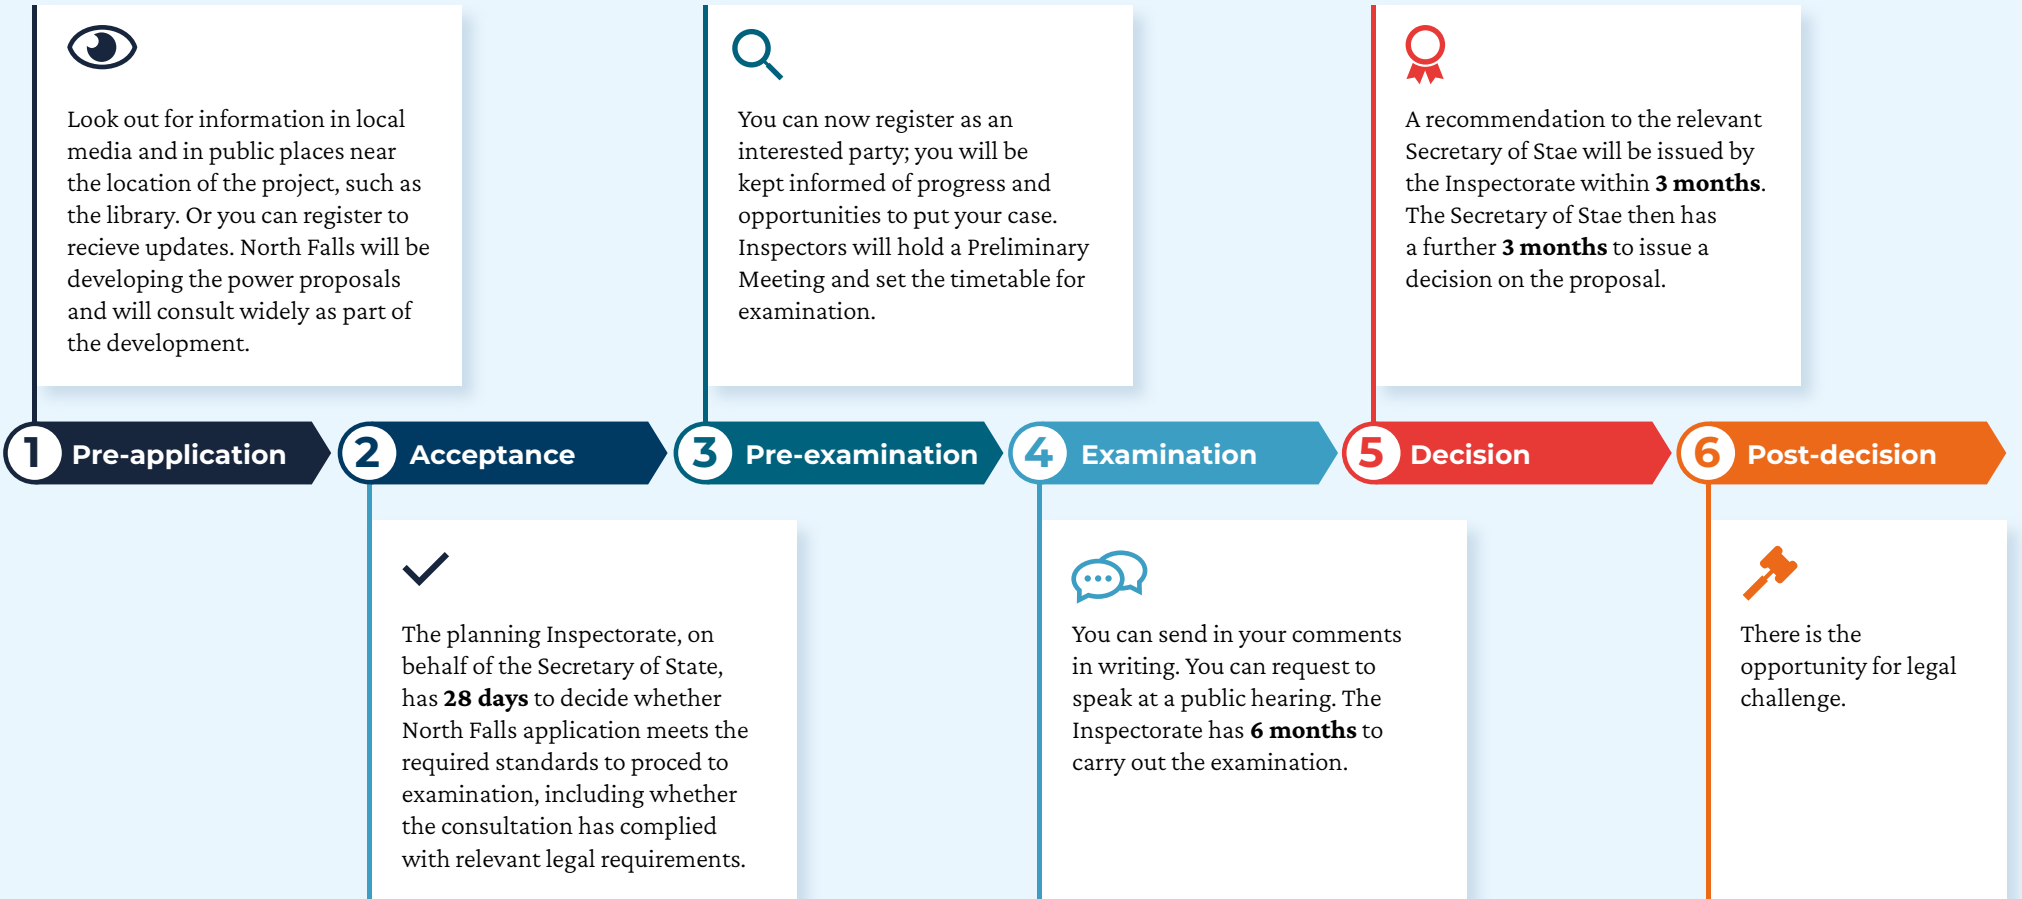 Look out for information in local
media and in public places near
the location of the project, such as
the library. Or you can register to
recieve updates. North Falls will be
developing the power proposals
and will consult widely as part of
the development.
You can now register as an
interested party; you will be
kept informed of progress and
opportunities to put your case.
Inspectors will hold a Preliminary
Meeting and set the timetable for
examination.
A recommendation to the relevant
Secretary of Stae will be issued by
the Inspectorate within 3 months.
The Secretary of Stae then has
a further 3 months to issue a
decision on the proposal.
1 Pre-application
2 Acceptance
3 Pre-examination
4 Examination
5 Decision
6 Post-decision
The planning Inspectorate, on
behalf of the Secretary of State,
has 28 days to decide whether
North Falls application meets the
required standards to proced to
examination, including whether
the consultation has complied
with relevant legal requirements.
You can send in your comments
in writing. You can request to
speak at a public hearing. The
Inspectorate has 6 months to
carry out the examination.
There is the
opportunity for legal
challenge.